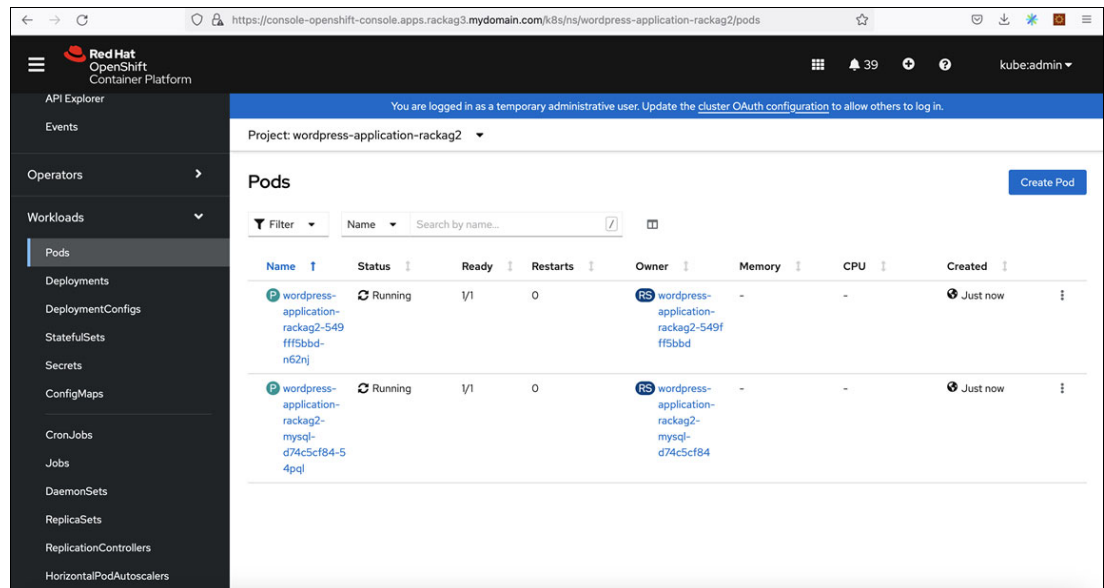 https://console-openshift-console.apps.rackag3.mydomain.com/k8s/ns/wordpress-application-rackag2/pods
Red Hat
OpenShift
Container Platform
39
kube:admin
API Explorer
Events
Operators
Workloads
Pods
Deployments
DeploymentConfigs
StatefulSets
Secrets
ConfigMaps
CronJobs
Jobs
DaemonSets
ReplicaSets
ReplicationControllers
HorizontalPodAutoscalers
You are logged in as a temporary administrative user. Update the cluster OAuth configuration to allow others to log in.
Project: wordpress-application-rackag2
Pods
Create Pod
Filter Name Search by name... /
Name Status Ready Restarts Owner Memory CPU Created
P wordpress-
application-
rackag2-549
fff5bbd-
n62nj
Running 1/1 0
RS wordpress-
application-
rackag2-549f
ff5bbd
- - Just now
P wordpress-
application-
rackag2-
mysql-
d74c5cf84-5
4pql
Running 1/1 0
RS wordpress-
application-
rackag2-
mysql-
d74c5cf84
- - Just now